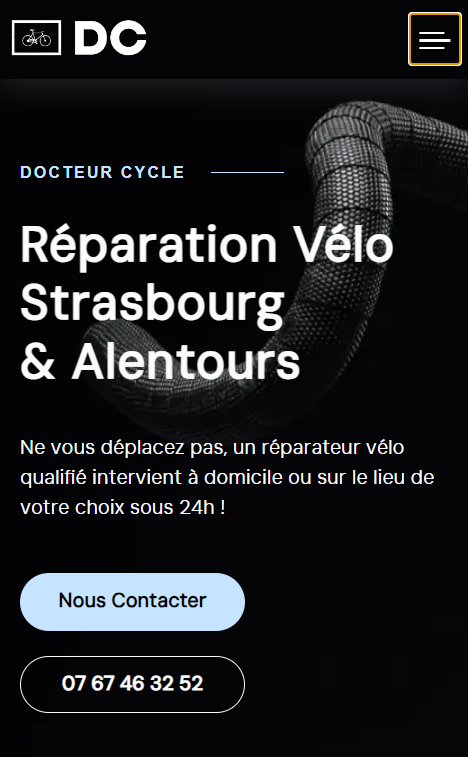 DC
DOCTEUR CYCLE
Réparation Vélo
Strasbourg
& Alentours
Ne vous déplacez pas, un réparateur vélo
qualifié intervient à domicile ou sur le lieu de
votre choix sous 24h !
Nous Contacter
07 67 46 32 52